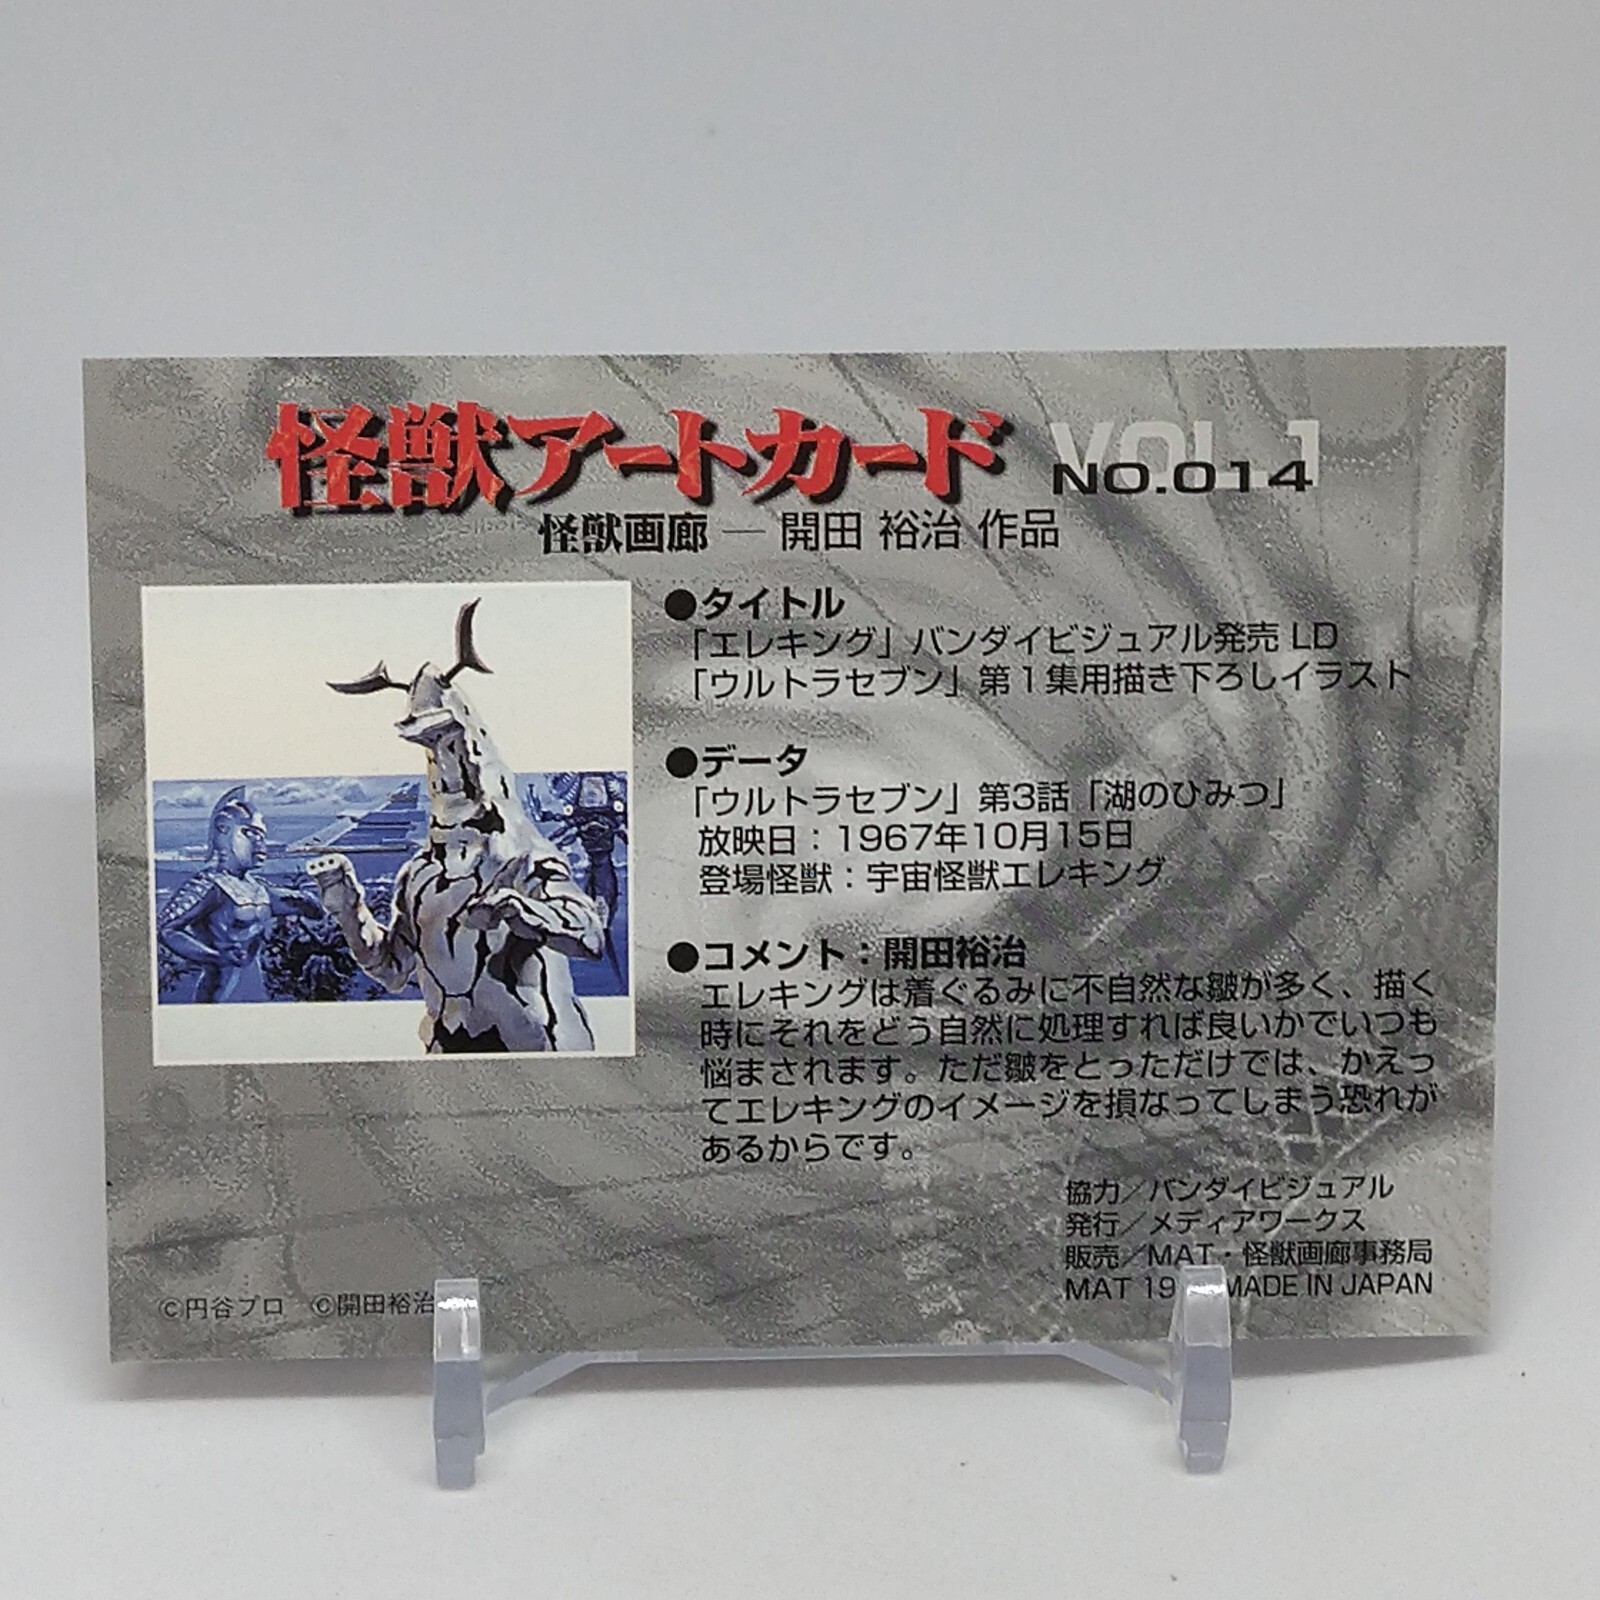 怪獣アートカード
VOL.1
NO.014
怪獣画廊 ― 開田 裕治 作品
●タイトル
「エレキング」バンダイビジュアル発売 LD
「ウルトラセブン」第1集用描き下ろしイラスト
●データ
「ウルトラセブン」第3話「湖のひみつ」
放映日：1967年10月15日
登場怪獣：宇宙怪獣エレキング
●コメント：開田裕治
エレキングは着ぐるみに不自然な皺が多く、描く
時にそれをどう自然に処理すれば良いかでいつも
悩まされます。ただ皺をとっただけでは、かえっ
てエレキングのイメージを損なってしまう恐れが
あるからです。
協力／バンダイビジュアル
発行／メディアワークス
販売／MAT・怪獣画廊事務局
MAT 19 MADE IN JAPAN
©円谷プロ ©開田裕治